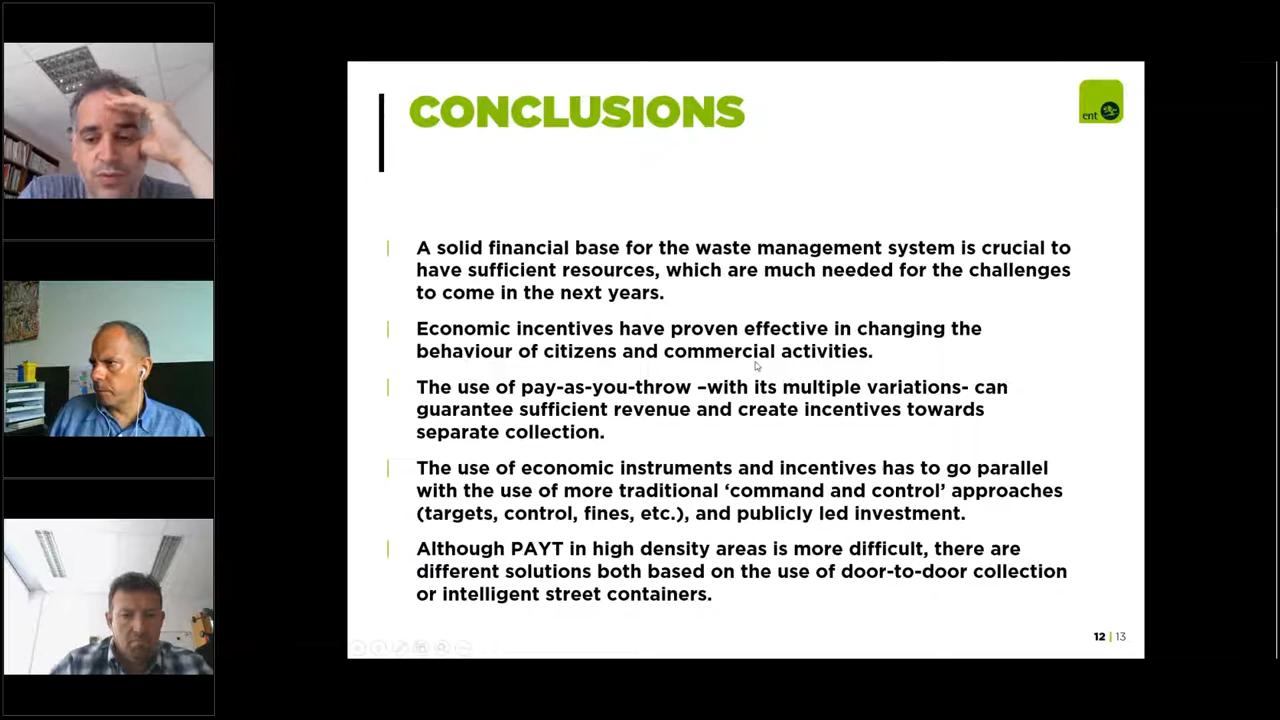 CONCLUSIONS
ent
A solid financial base for the waste management system is crucial to
have sufficient resources, which are much needed for the challenges
to come in the next years.
Economic incentives have proven effective in changing the
behaviour of citizens and commercial activities.
The use of pay-as-you-throw –with its multiple variations- can
guarantee sufficient revenue and create incentives towards
separate collection.
The use of economic instruments and incentives has to go parallel
with the use of more traditional ‘command and control’ approaches
(targets, control, fines, etc.), and publicly led investment.
Although PAYT in high density areas is more difficult, there are
different solutions both based on the use of door-to-door collection
or intelligent street containers.
12 | 13